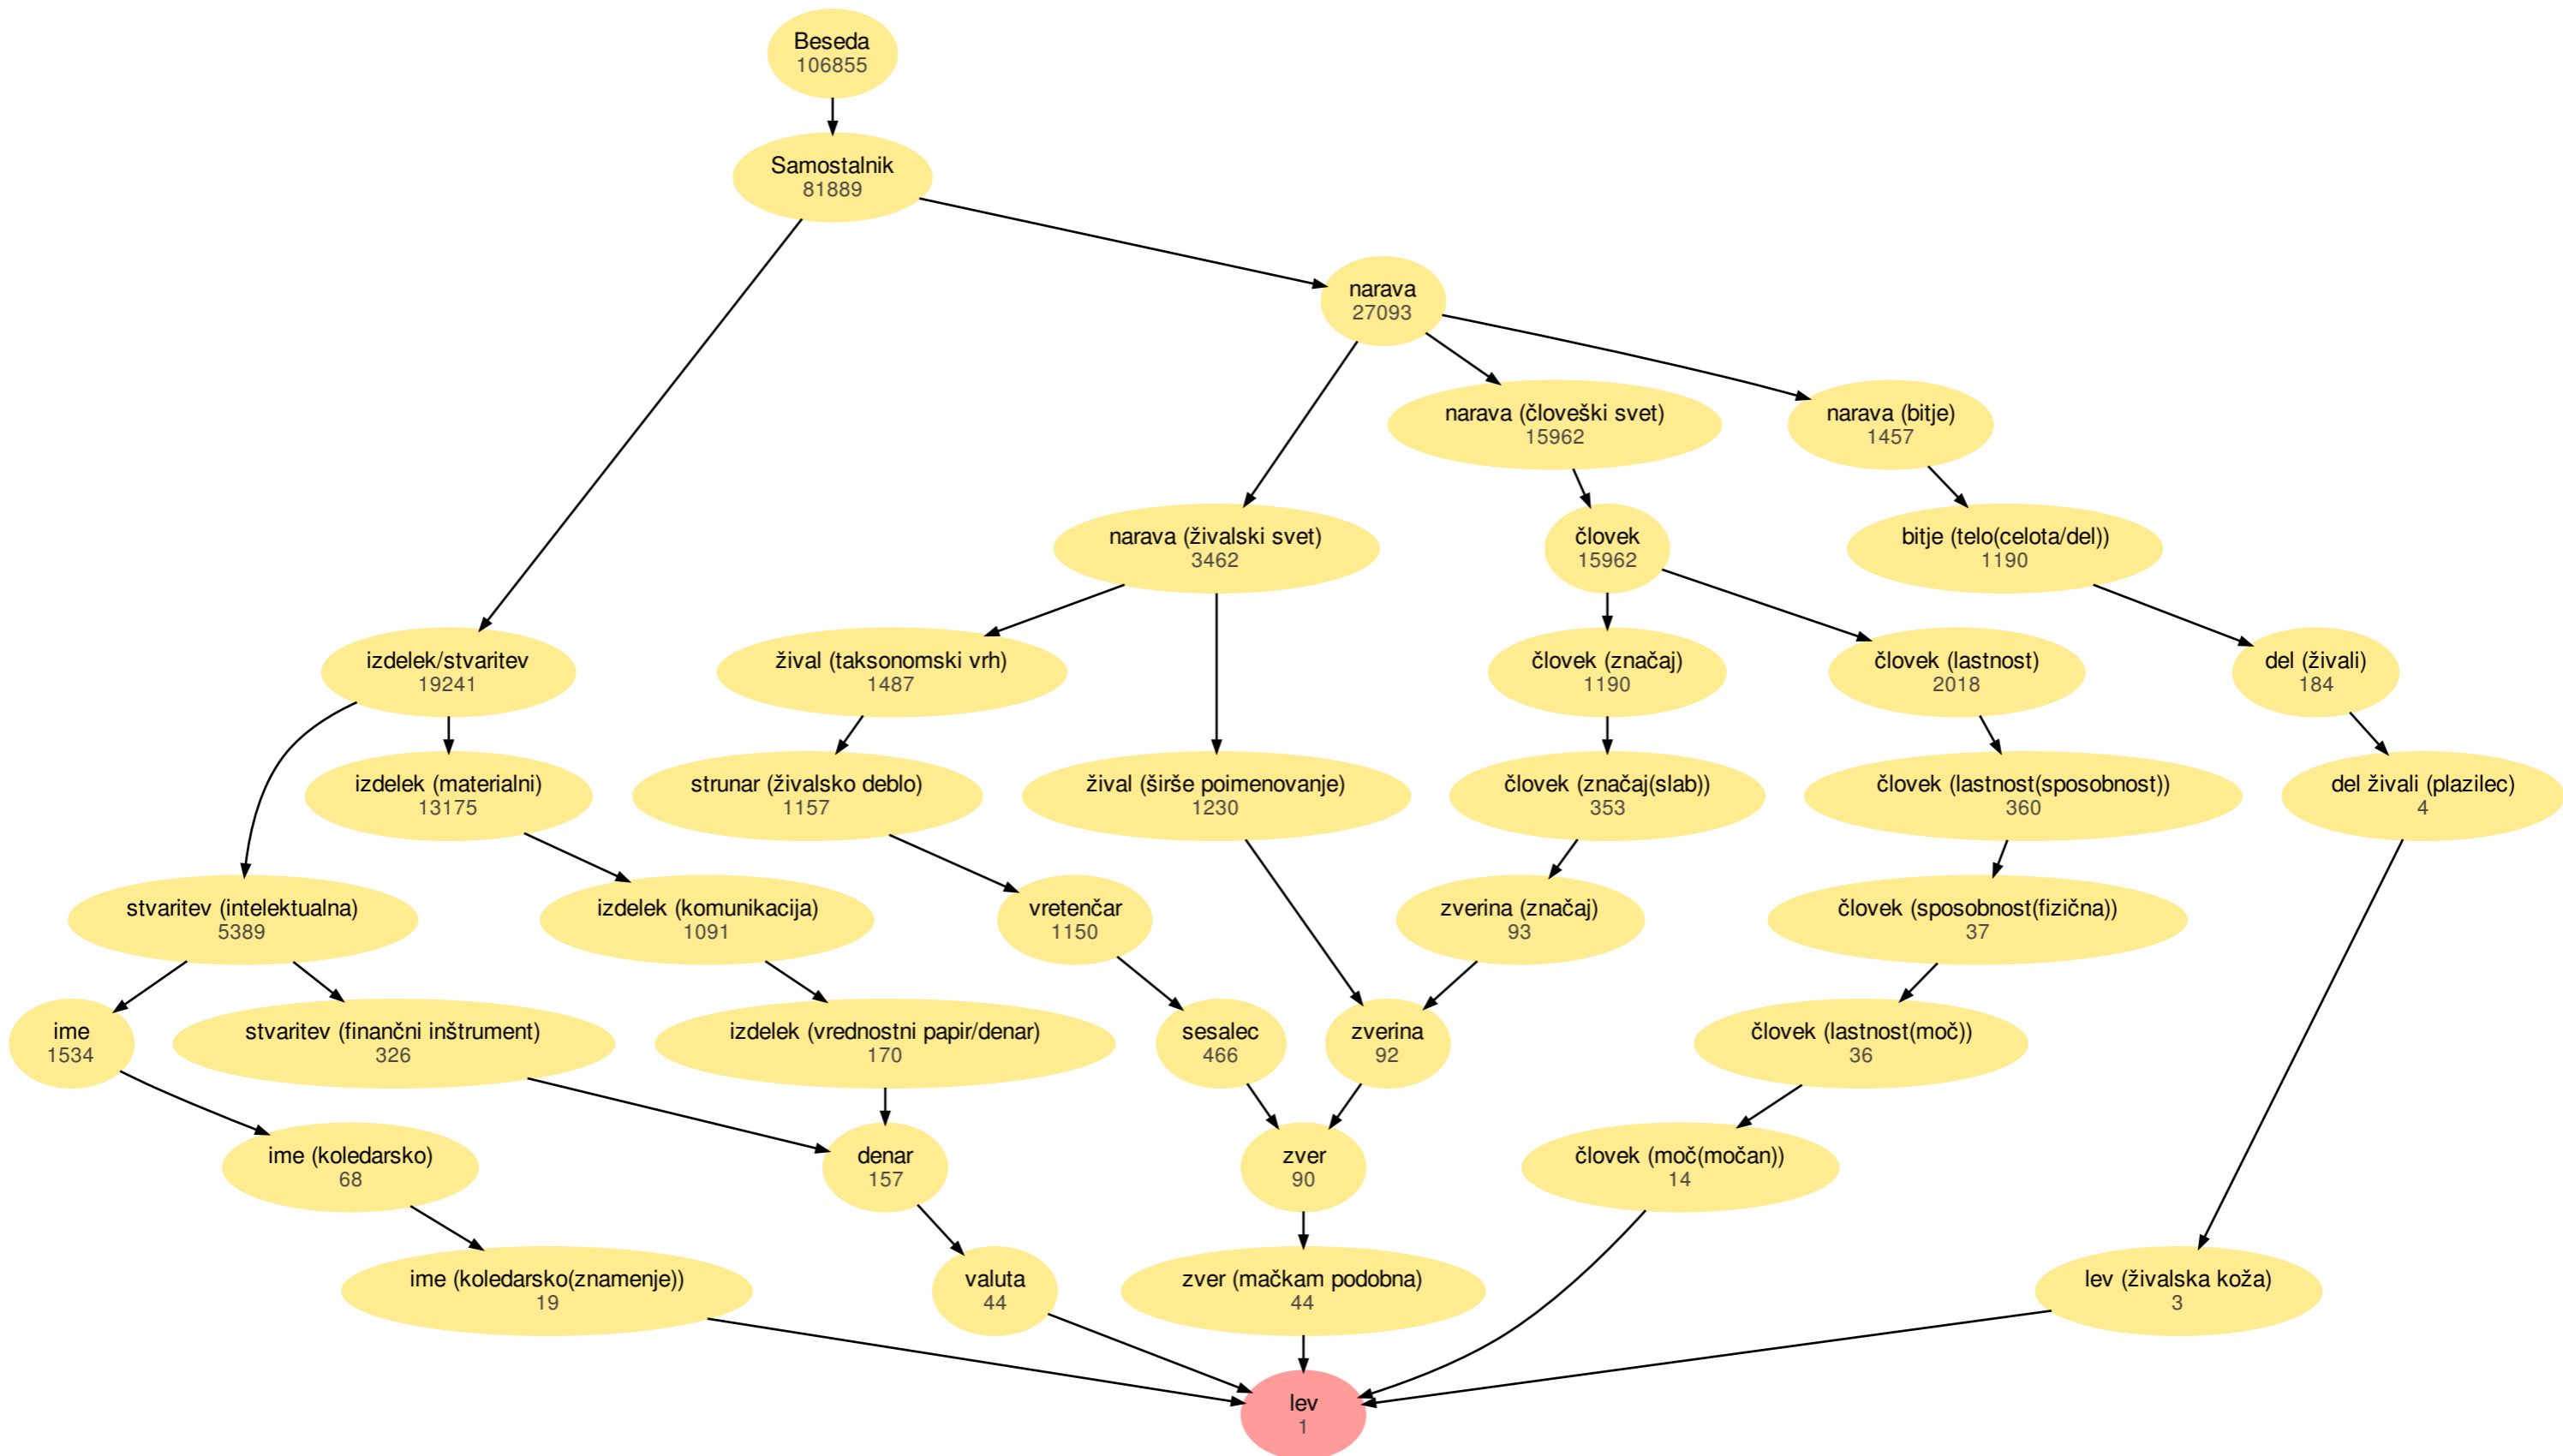 Beseda
106855
Samostalnik
81889
narava
27093
narava (človeški svet)
15962
narava (bitje)
1457
narava (živalski svet)
3462
človek
15962
bitje (telo(celota/del))
1190
izdelek/stvaritev
19241
žival (taksonomski vrh)
1487
človek (značaj)
1190
človek (lastnost)
2018
del (živali)
184
izdelek (materialni)
13175
strunar (živalsko deblo)
1157
žival (širše poimenovanje)
1230
človek (značaj(slab))
353
človek (lastnost(sposobnost))
360
del živali (plazilec)
4
stvaritev (intelektualna)
5389
izdelek (komunikacija)
1091
vretenčar
1150
zverina (značaj)
93
človek (sposobnost(fizična))
37
ime
1534
stvaritev (finančni inštrument)
326
izdelek (vrednostni papir/denar)
170
sesalec
466
zverina
92
človek (lastnost(moč))
36
ime (koledarsko)
68
denar
157
zver
90
človek (moč(močan))
14
ime (koledarsko(znamenje))
19
valuta
44
zver (mačkam podobna)
44
lev (živalska koža)
3
lev
1